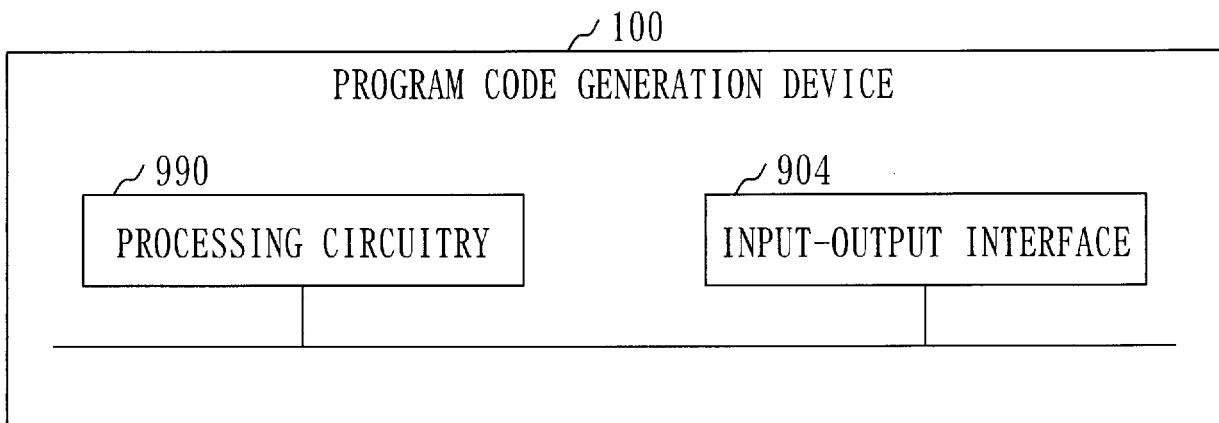 100
PROGRAM CODE GENERATION DEVICE
990
904
PROCESSING CIRCUITRY
INPUT-OUTPUT INTERFACE